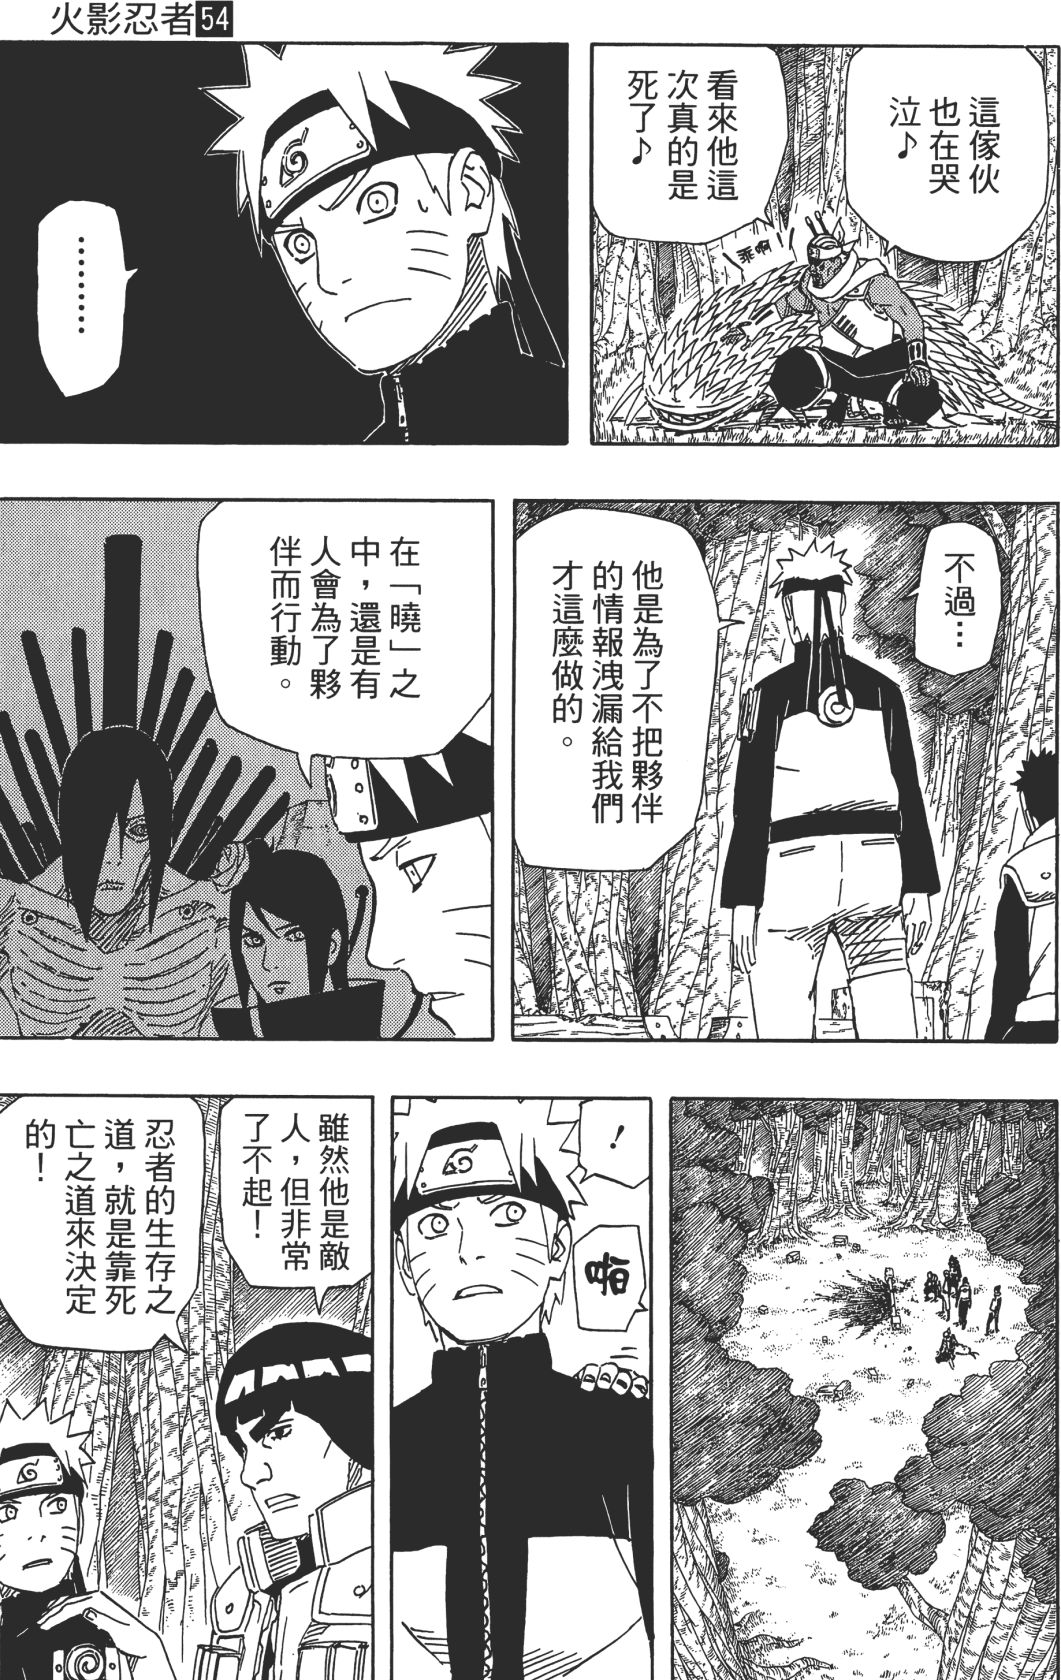 火影忍者54
這傢伙
也在哭
泣♪
看來他這
次真的是
死了♪
乖啊
………
不過…
他是為了不把夥伴
的情報洩漏給我們
才這麼做的。
在「曉」之
中，還是有
人會為了夥
伴而行動。
！
啪
雖然他是敵
人，但非常
了不起！
忍者的生存之
道，就是靠死
亡之道來決定
的！